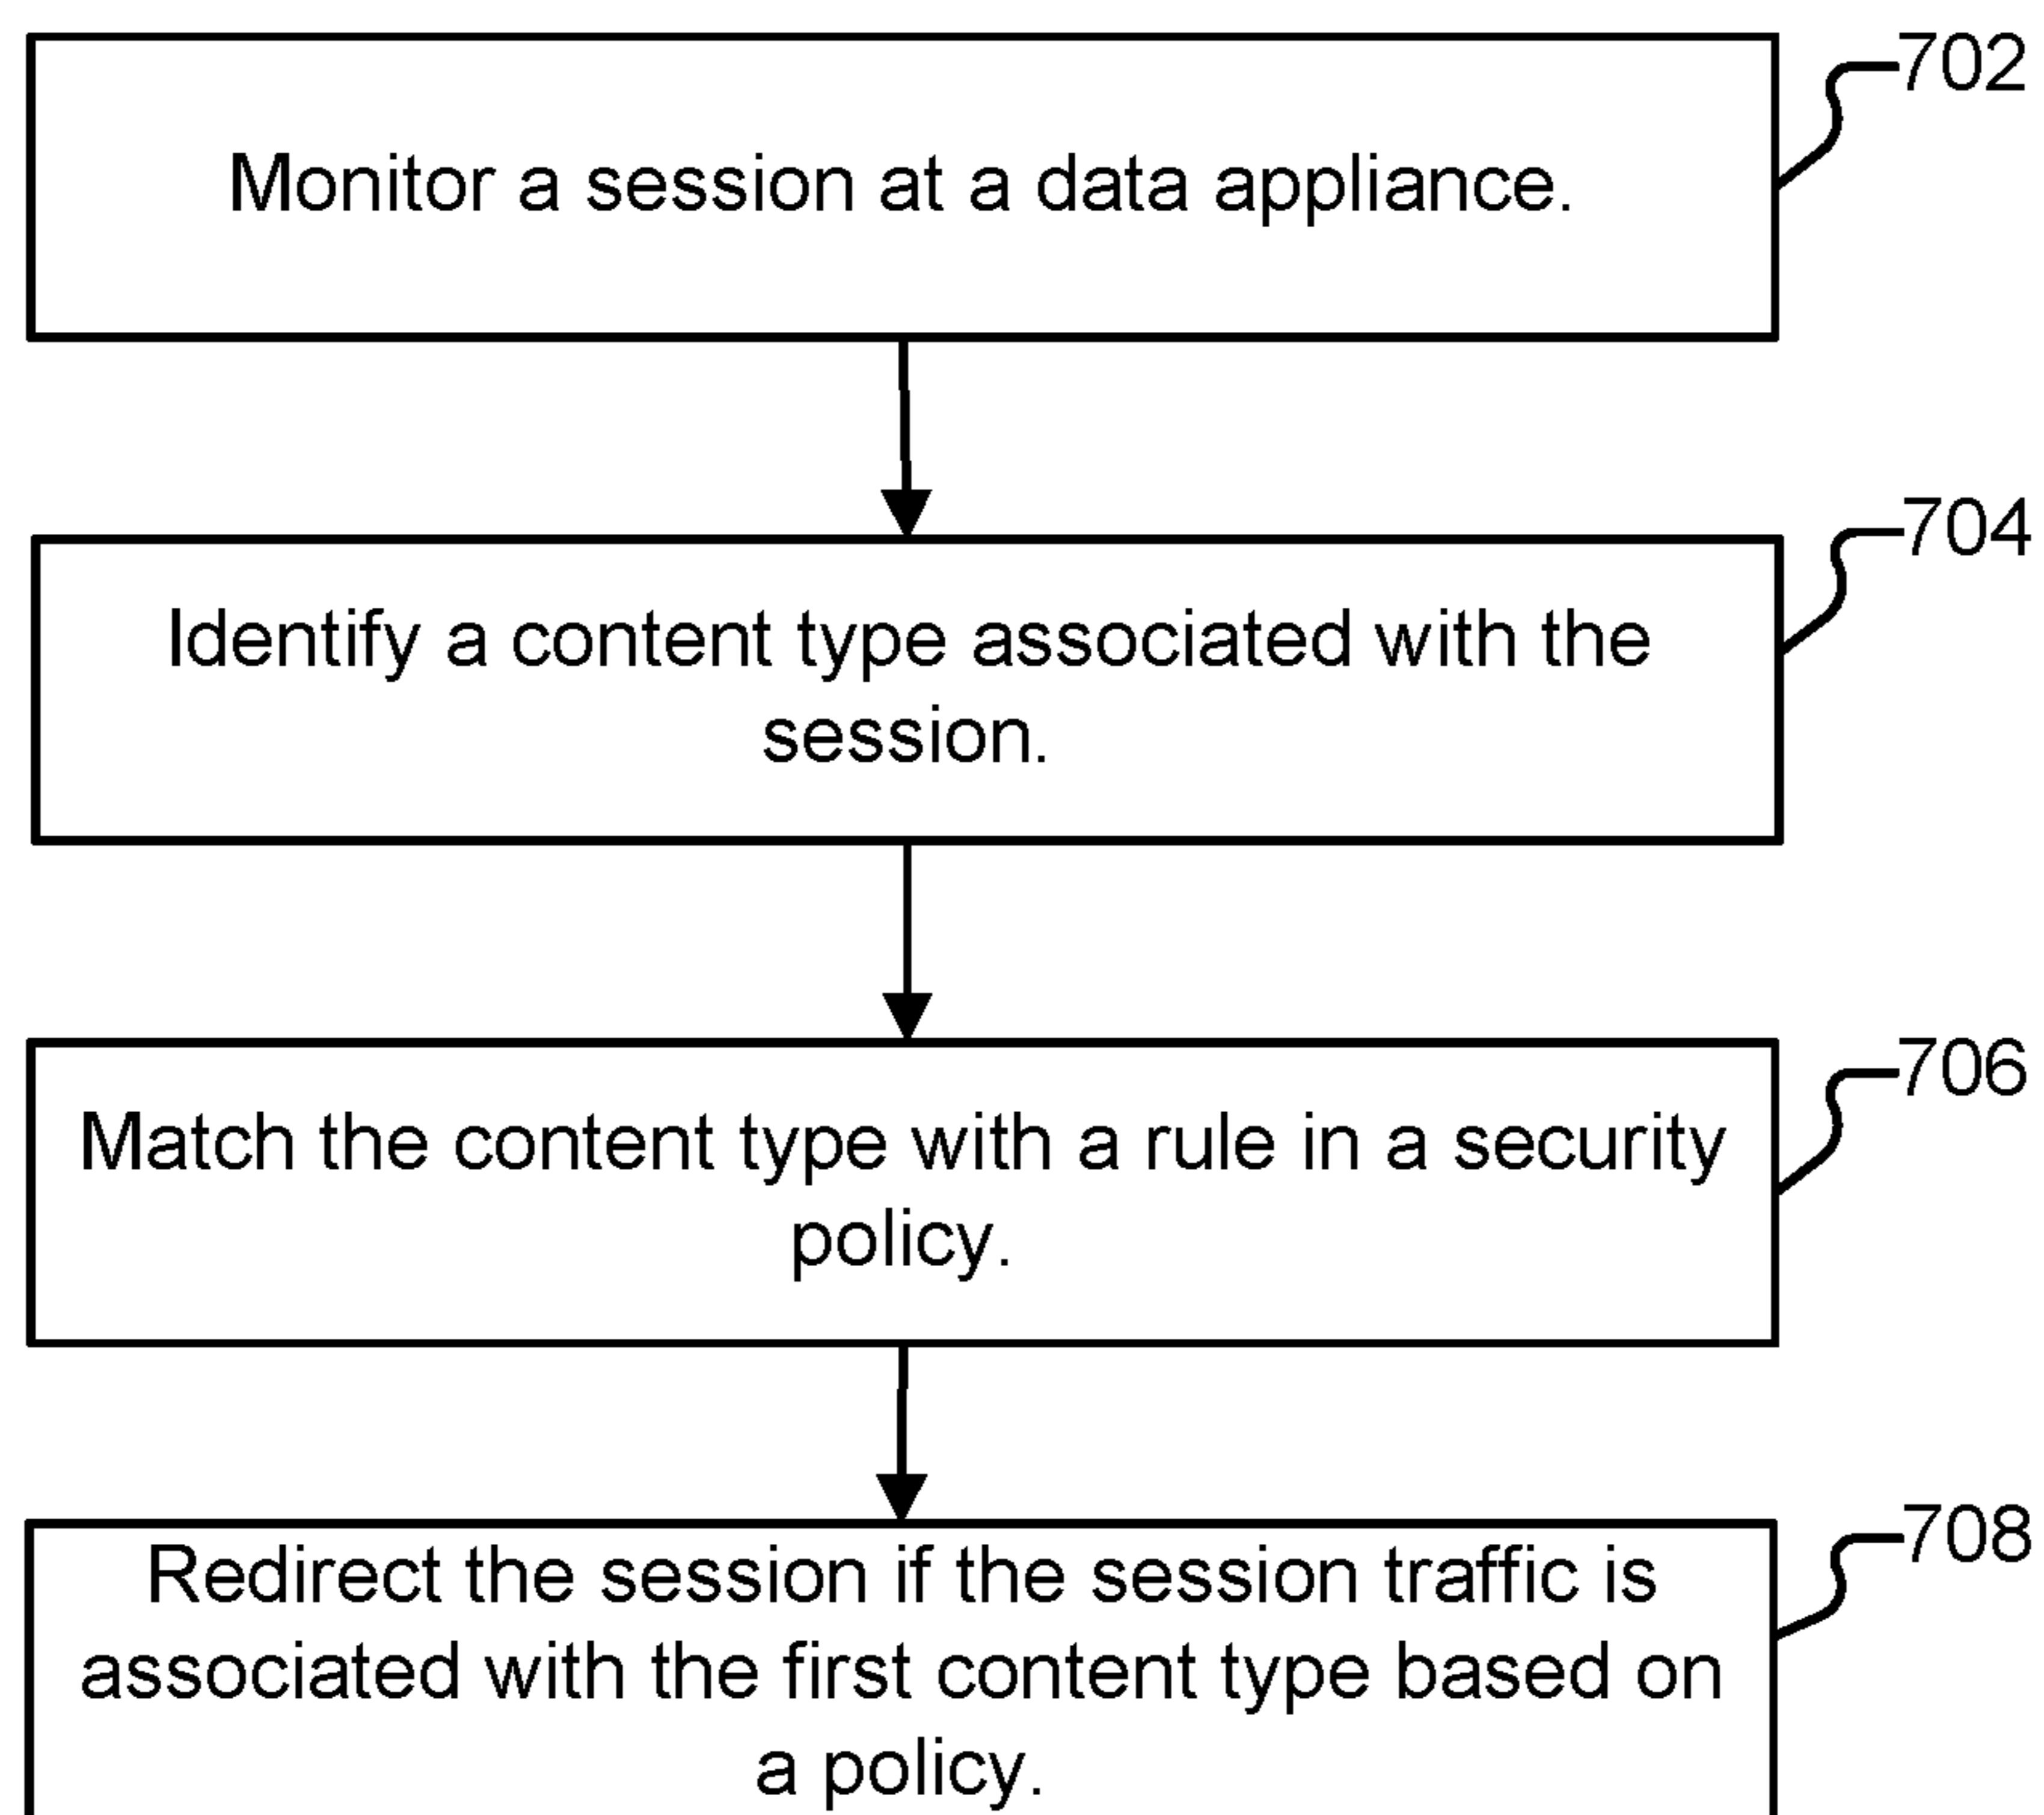 702
Monitor a session at a data appliance.
704
Identify a content type associated with the
session.
706
Match the content type with a rule in a security
policy.
708
Redirect the session if the session traffic is
associated with the first content type based on
a policy.